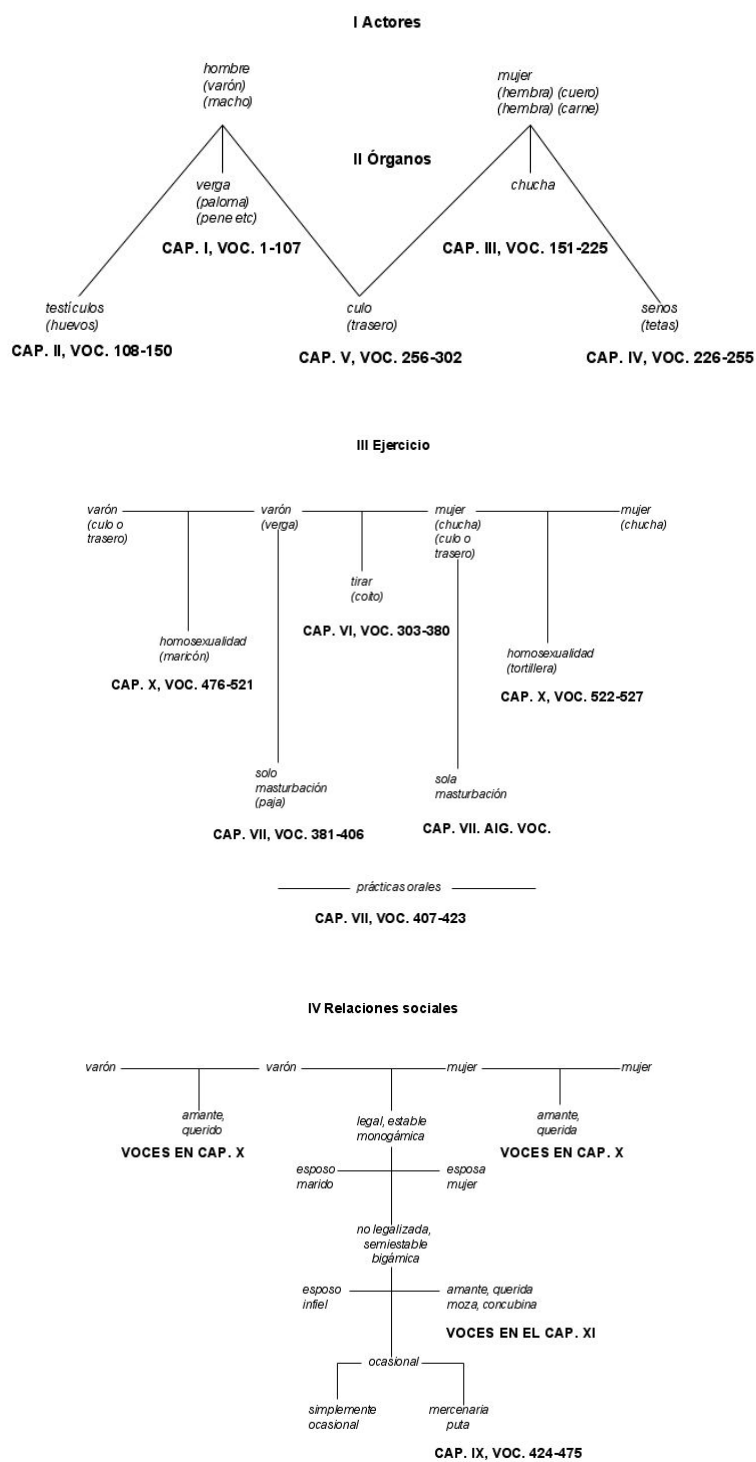 I Actores
hombre
(varón)
(macho)
mujer
(hembra) (cuero)
(hembra) (carne)
II Órganos
verga
(paloma)
(pene etc)
chucha
CAP. I, VOC. 1-107
CAP. III, VOC. 151-225
testículos
(huevos)
culo
(trasero)
senos
(tetas)
CAP. II, VOC. 108-150
CAP. V, VOC. 256-302
CAP. IV, VOC. 226-255
III Ejercicio
varón
(culo o
trasero)
varón
(verga)
mujer
(chucha)
(culo o
trasero)
mujer
(chucha)
tirar
(coito)
CAP. VI, VOC. 303-380
homosexualidad
(maricón)
CAP. X, VOC. 476-521
homosexualidad
(tortillera)
CAP. X, VOC. 522-527
solo
masturbación
(paja)
CAP. VII, VOC. 381-406
sola
masturbación
CAP. VII. AIG. VOC.
prácticas orales
CAP. VII, VOC. 407-423
IV Relaciones sociales
varón varón mujer mujer
amante,
querido
VOCES EN CAP. X
legal, estable
monogámica
amante,
querida
VOCES EN CAP. X
esposo
marido
esposa
mujer
no legalizada,
semiestable
bigámica
esposo
infiel
amante, querida
moza, concubina
VOCES EN EL CAP. XI
ocasional
simplemente
ocasional
mercenaria
puta
CAP. IX, VOC. 424-475